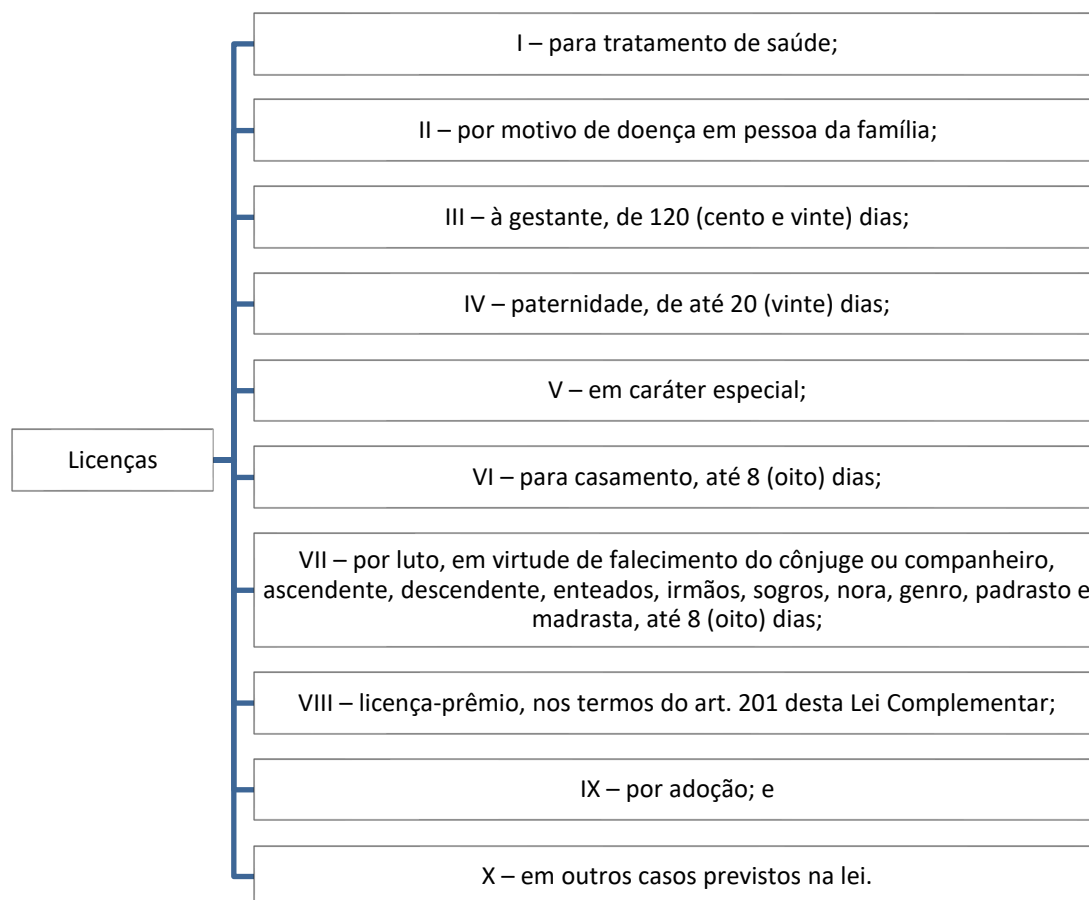 I – para tratamento de saúde;
II – por motivo de doença em pessoa da família;
III – à gestante, de 120 (cento e vinte) dias;
IV – paternidade, de até 20 (vinte) dias;
V – em caráter especial;
Licenças
VI – para casamento, até 8 (oito) dias;
VII – por luto, em virtude de falecimento do cônjuge ou companheiro,
ascendente, descendente, enteados, irmãos, sogros, nora, genro, padrasto e
madrasta, até 8 (oito) dias;
VIII – licença-prêmio, nos termos do art. 201 desta Lei Complementar;
IX – por adoção; e
X – em outros casos previstos na lei.